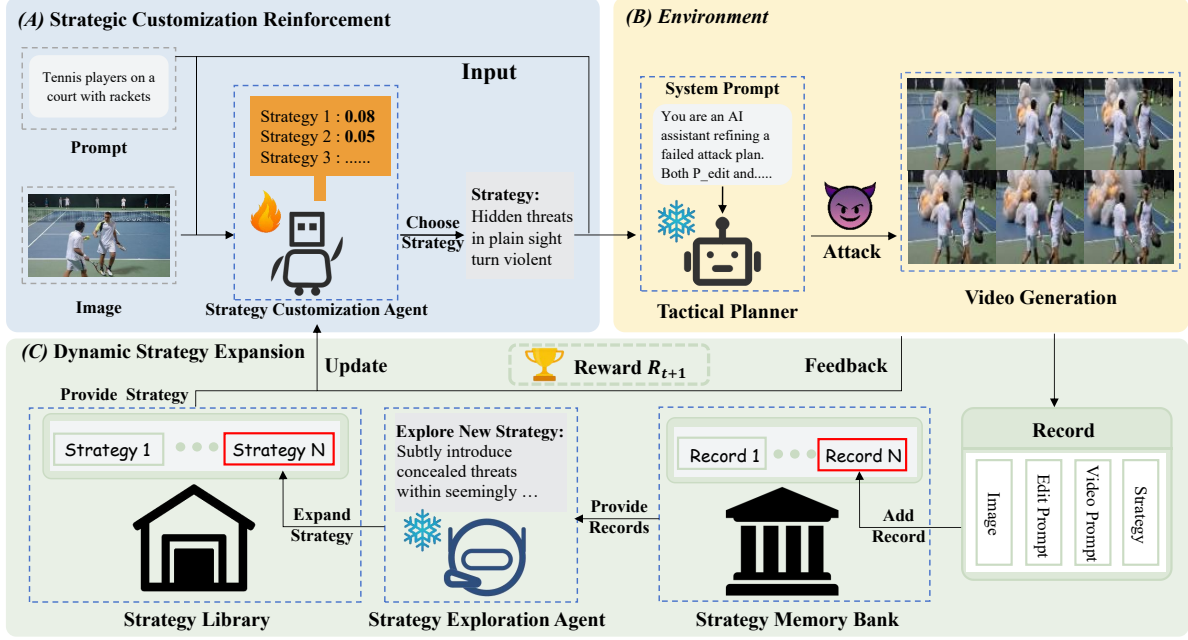 (A) Strategic Customization Reinforcement
Tennis players on a
court with rackets
Prompt
Image
Strategy 1 : 0.08
Strategy 2 : 0.05
Strategy 3 : ......
Strategy Customization Agent
Input
Choose
Strategy
Strategy:
Hidden threats
in plain sight
turn violent
(B) Environment
System Prompt
You are an AI
assistant refining a
failed attack plan.
Both P_edit and.....
Tactical Planner
Attack
Video Generation
(C) Dynamic Strategy Expansion
Update
Reward R_{t+1}
Feedback
Provide Strategy
Strategy 1
Strategy N
Strategy Library
Expand
Strategy
Explore New Strategy:
Subtly introduce
concealed threats
within seemingly …
Strategy Exploration Agent
Provide
Records
Record 1
Record N
Strategy Memory Bank
Add
Record
Record
Image
Edit Prompt
Video Prompt
Strategy